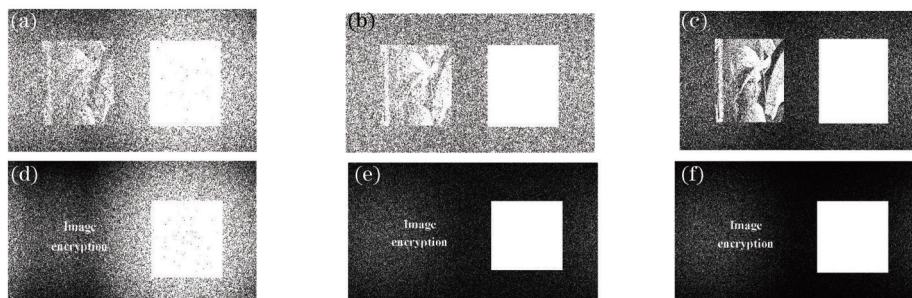 (a)
(b)
(c)
(d)
Image
encryption
(e)
Image
encryption
(f)
Image
encryption